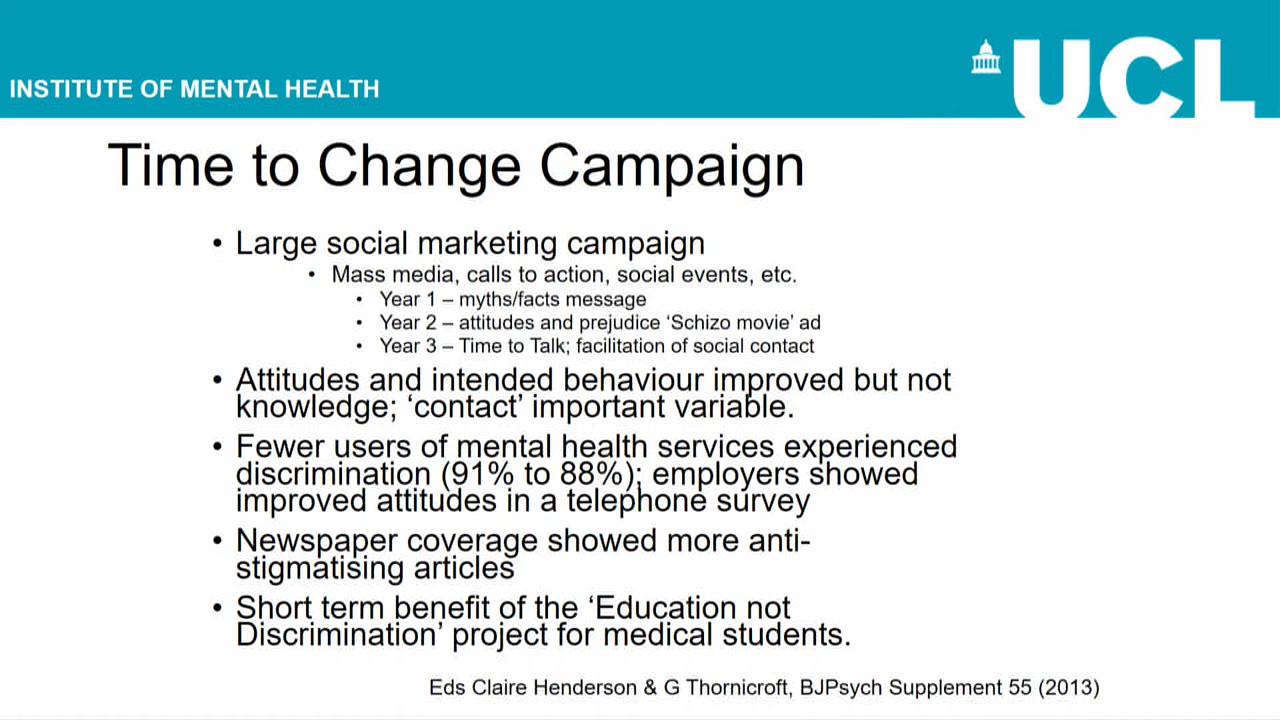 INSTITUTE OF MENTAL HEALTH
UCL
Time to Change Campaign
• Large social marketing campaign
• Mass media, calls to action, social events, etc.
• Year 1 – myths/facts message
• Year 2 – attitudes and prejudice ‘Schizo movie’ ad
• Year 3 – Time to Talk; facilitation of social contact
• Attitudes and intended behaviour improved but not
knowledge; ‘contact’ important variable.
• Fewer users of mental health services experienced
discrimination (91% to 88%); employers showed
improved attitudes in a telephone survey
• Newspaper coverage showed more anti-
stigmatising articles
• Short term benefit of the ‘Education not
Discrimination’ project for medical students.
Eds Claire Henderson & G Thornicroft, BJPsych Supplement 55 (2013)